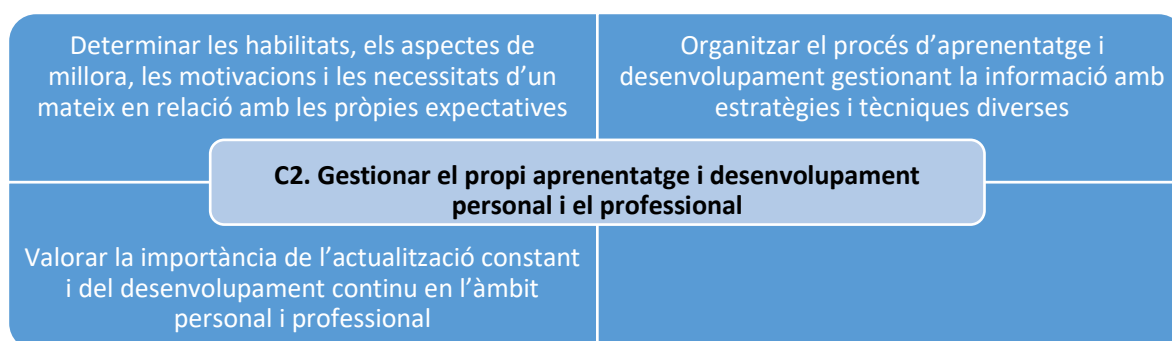 Determinar les habilitats, els aspectes de
millora, les motivacions i les necessitats d’un
mateix en relació amb les pròpies expectatives
Organitzar el procés d’aprenentatge i
desenvolupament gestionant la informació amb
estratègies i tècniques diverses
C2. Gestionar el propi aprenentatge i desenvolupament
personal i el professional
Valorar la importància de l’actualització constant
i del desenvolupament continu en l’àmbit
personal i professional